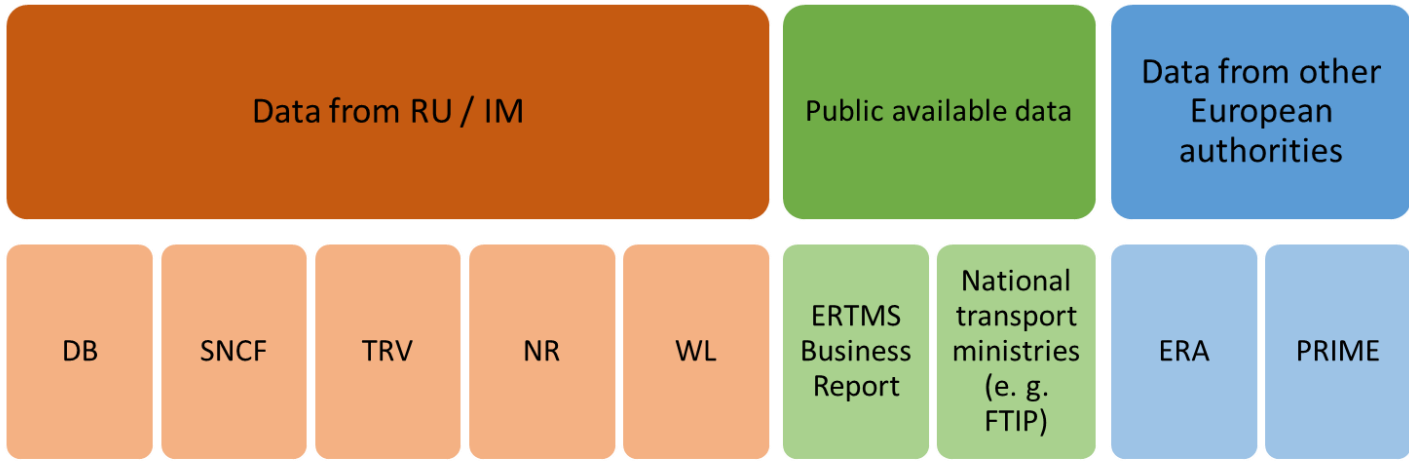 Data from RU / IM
Public available data
Data from other
European
authorities
DB
SNCF
TRV
NR
WL
ERTMS
Business
Report
National
transport
ministries
(e. g.
FTIP)
ERA
PRIME